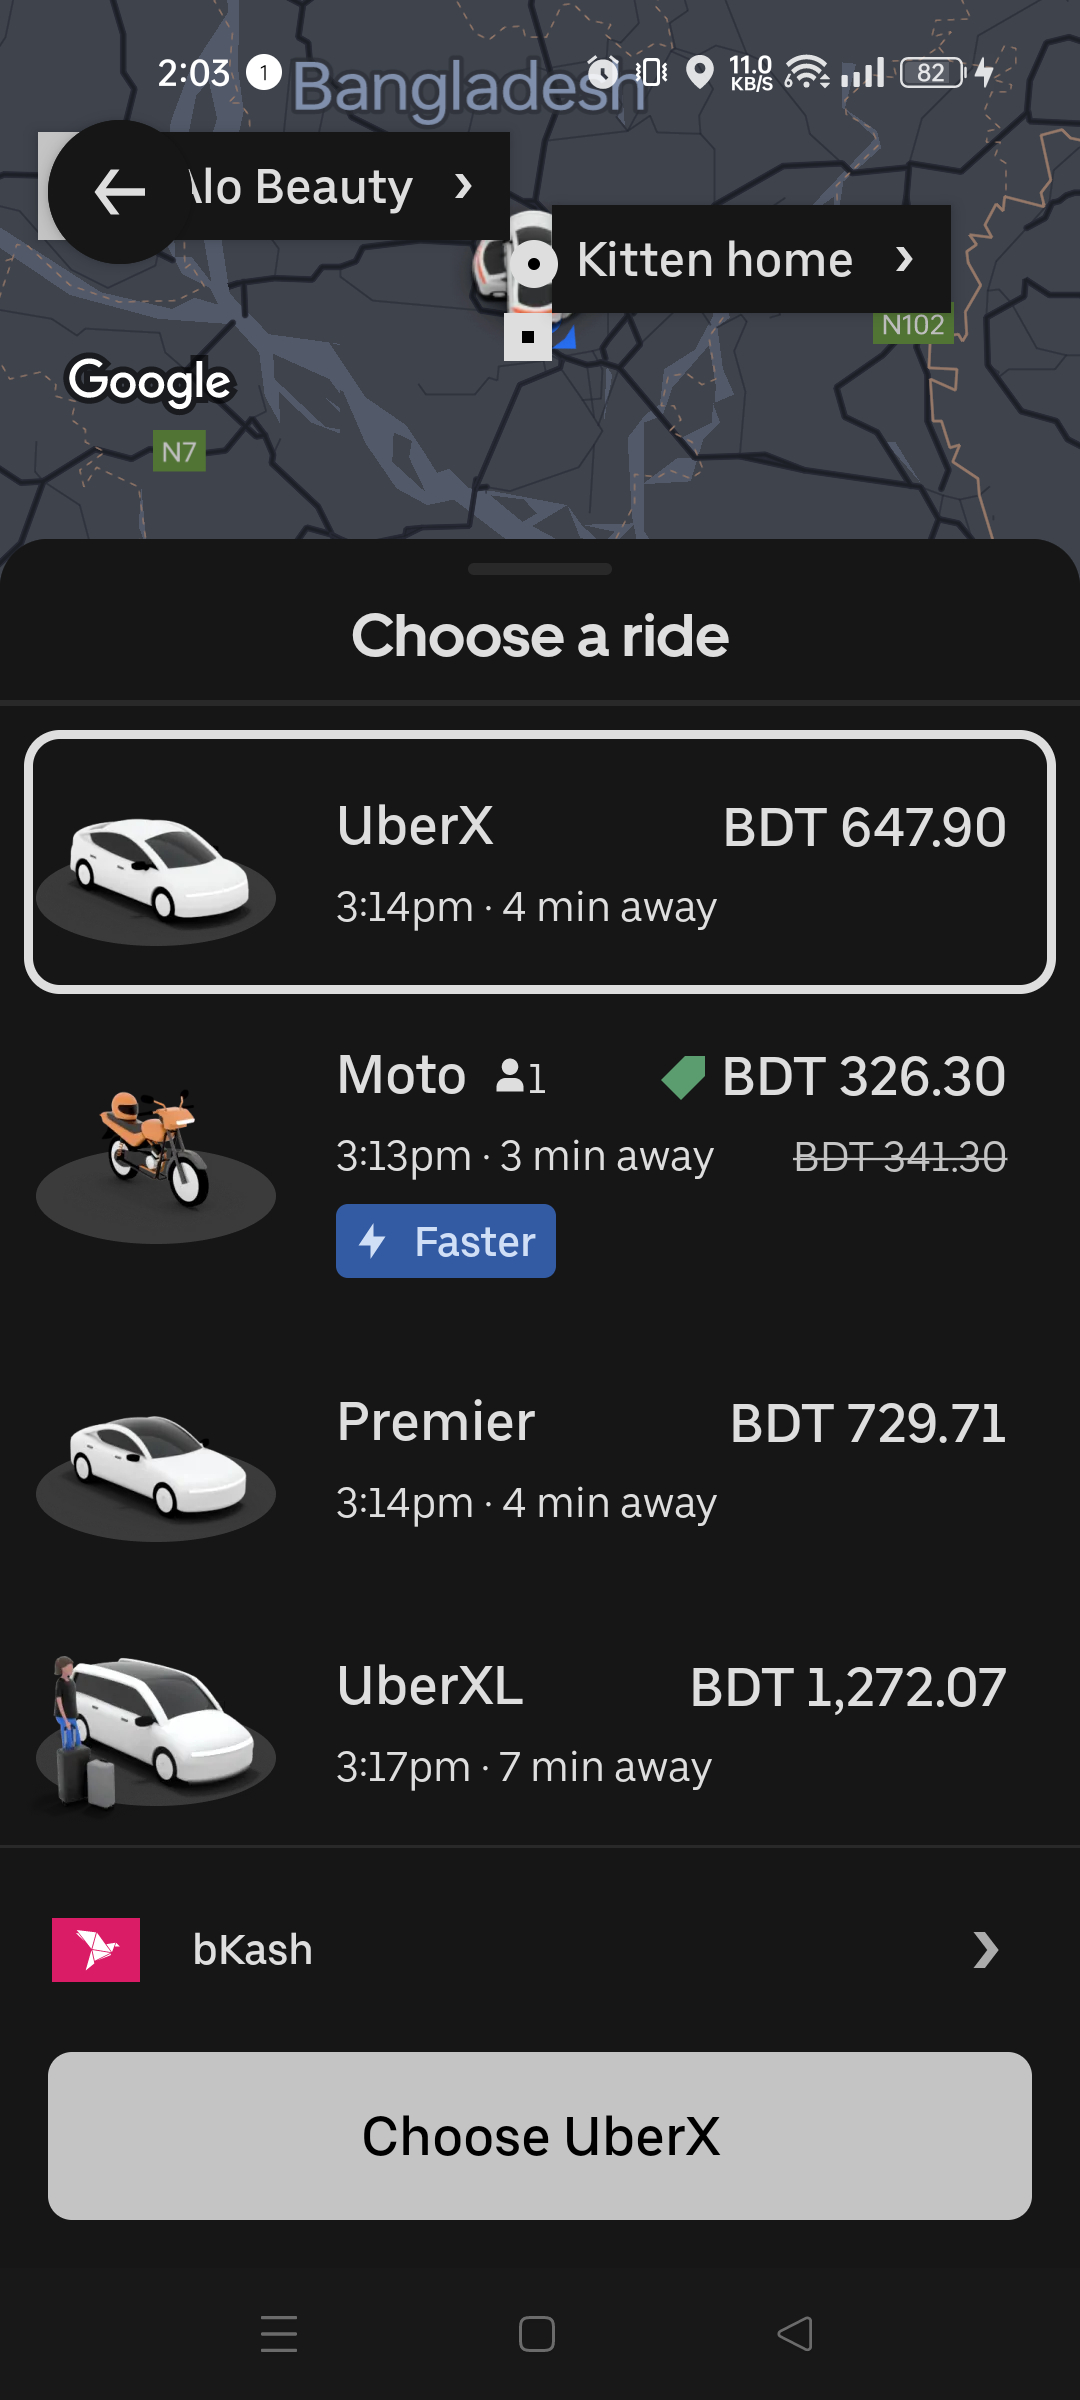 2:03 1 11.0 KB/S 6 82
Bangladesh
Alo Beauty
Kitten home
N102
Google
N7
Choose a ride
UberX BDT 647.90
3:14pm · 4 min away
Moto 1 BDT 326.30
3:13pm · 3 min away BDT 341.30
Faster
Premier BDT 729.71
3:14pm · 4 min away
UberXL BDT 1,272.07
3:17pm · 7 min away
bKash
Choose UberX